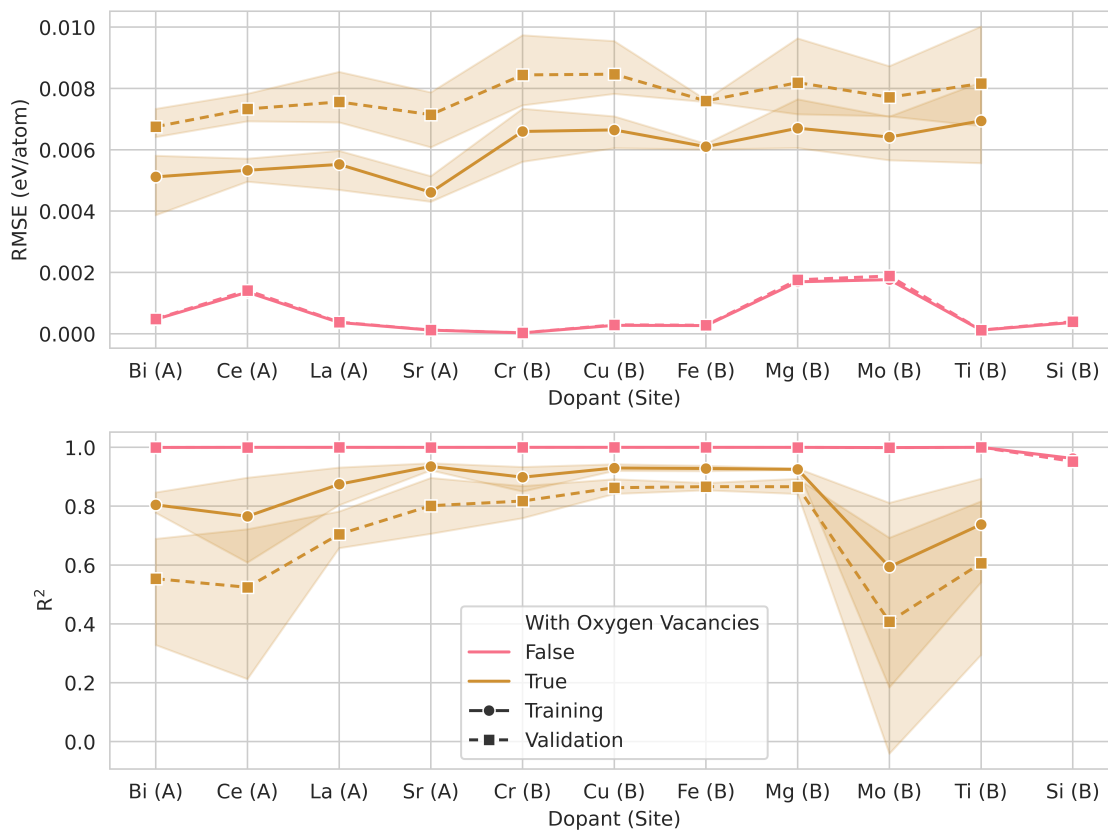 0.010
0.008
0.006
0.004
0.002
0.000
RMSE (eV/atom)
Bi (A) Ce (A) La (A) Sr (A) Cr (B) Cu (B) Fe (B) Mg (B) Mo (B) Ti (B) Si (B)
Dopant (Site)
1.0
0.8
0.6
0.4
0.2
0.0
R²
With Oxygen Vacancies
False
True
Training
Validation
Bi (A) Ce (A) La (A) Sr (A) Cr (B) Cu (B) Fe (B) Mg (B) Mo (B) Ti (B) Si (B)
Dopant (Site)